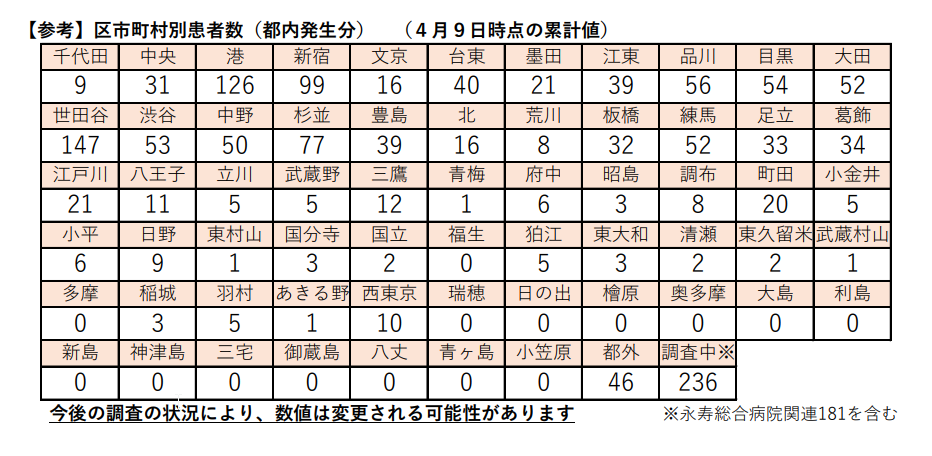 【参考】区市町村別患者数（都内発生分）　（４月９日時点の累計値）
千代田 中央 港 新宿 文京 台東 墨田 江東 品川 目黒 大田
9 31 126 99 16 40 21 39 56 54 52
世田谷 渋谷 中野 杉並 豊島 北 荒川 板橋 練馬 足立 葛飾
147 53 50 77 39 16 8 32 52 33 34
江戸川 八王子 立川 武蔵野 三鷹 青梅 府中 昭島 調布 町田 小金井
21 11 5 5 12 1 6 3 8 20 5
小平 日野 東村山 国分寺 国立 福生 狛江 東大和 清瀬 東久留米 武蔵村山
6 9 1 3 2 0 5 3 2 2 1
多摩 稲城 羽村 あきる野 西東京 瑞穂 日の出 檜原 奥多摩 大島 利島
0 3 5 1 10 0 0 0 0 0 0
新島 神津島 三宅 御蔵島 八丈 青ヶ島 小笠原 都外 調査中※
0 0 0 0 0 0 0 46 236
今後の調査の状況により、数値は変更される可能性があります
※永寿総合病院関連181を含む